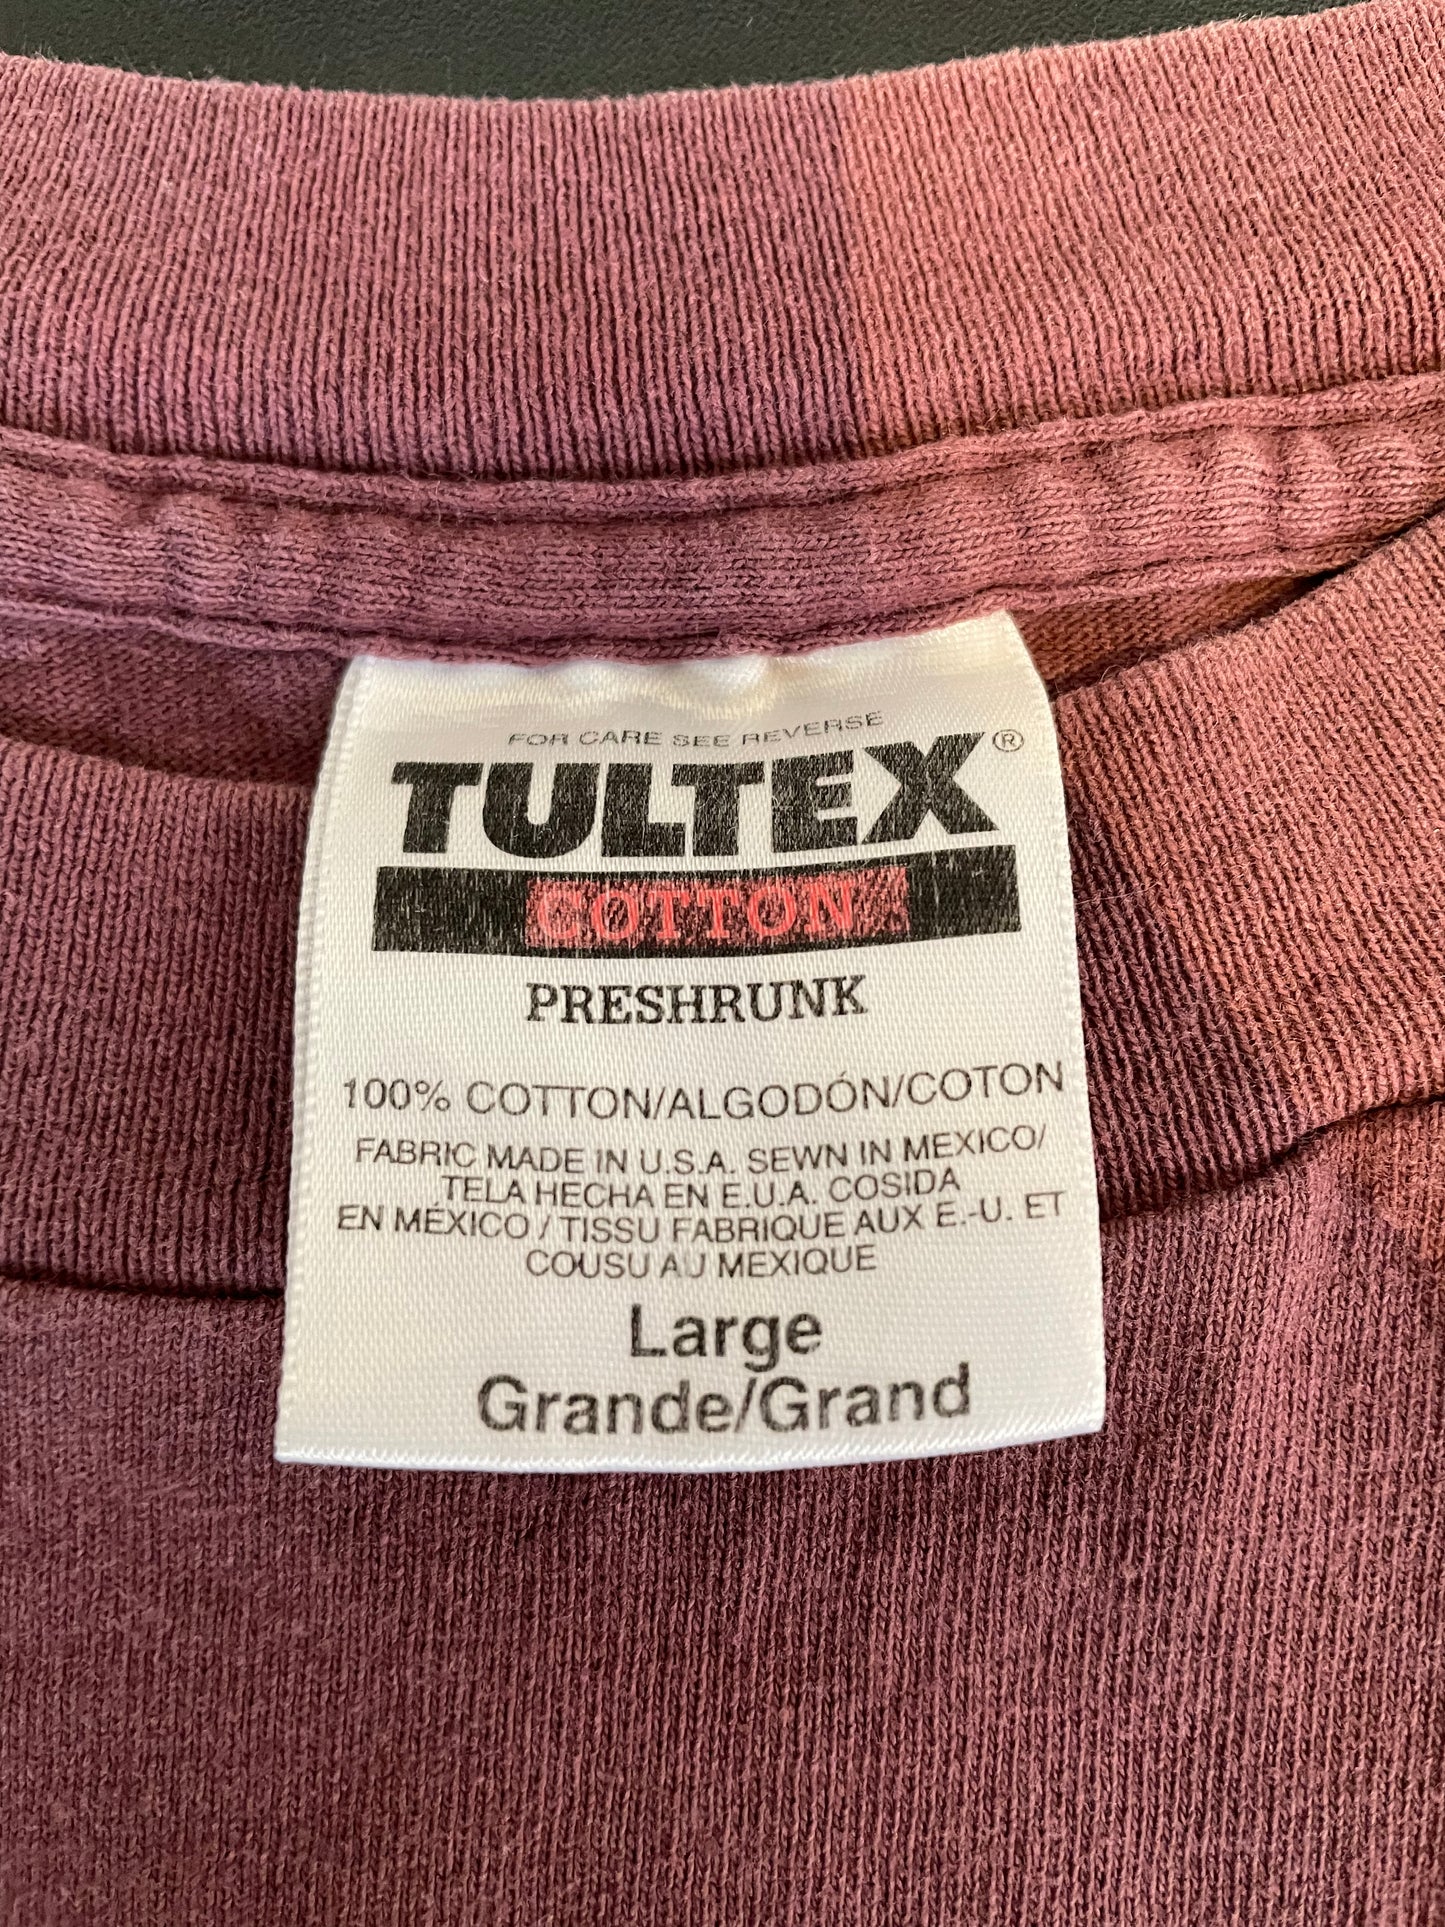 FOR CARE SEE REVERSE
TULTEX®
COTTON
PRESHRUNK
100% COTTON/ALGODÓN/COTON
FABRIC MADE IN U.S.A. SEWN IN MEXICO/
TELA HECHA EN E.U.A. COSIDA
EN MÉXICO / TISSU FABRIQUE AUX E.-U. ET
COUSU AU MEXIQUE
Large
Grande/Grand